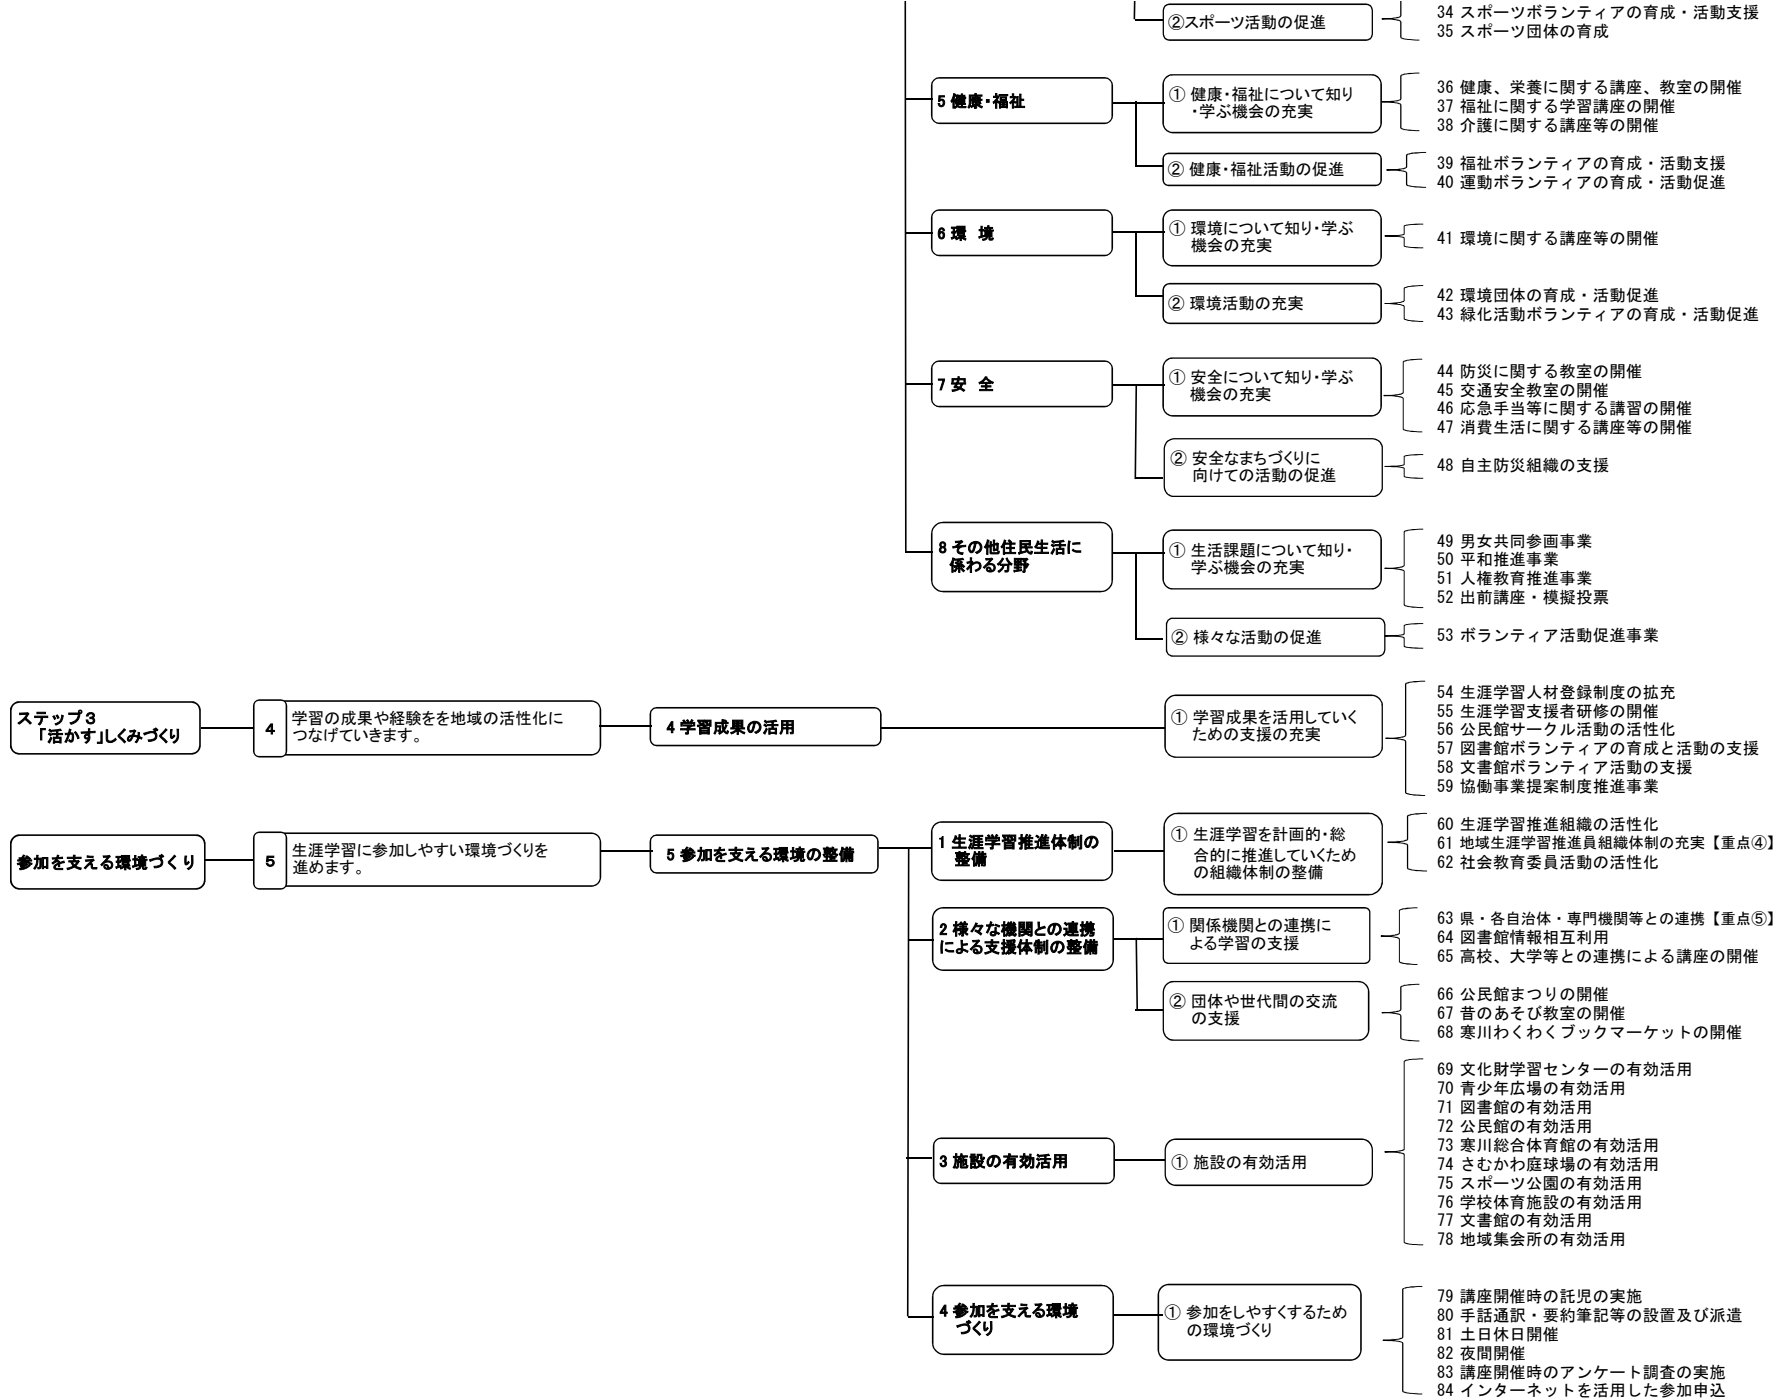 ②スポーツ活動の促進
34 スポーツボランティアの育成・活動支援
35 スポーツ団体の育成
5 健康・福祉
① 健康・福祉について知り
・学ぶ機会の充実
36 健康、栄養に関する講座、教室の開催
37 福祉に関する学習講座の開催
38 介護に関する講座等の開催
② 健康・福祉活動の促進
39 福祉ボランティアの育成・活動支援
40 運動ボランティアの育成・活動促進
6 環 境
① 環境について知り・学ぶ
機会の充実
41 環境に関する講座等の開催
② 環境活動の充実
42 環境団体の育成・活動促進
43 緑化活動ボランティアの育成・活動促進
7 安 全
① 安全について知り・学ぶ
機会の充実
44 防災に関する教室の開催
45 交通安全教室の開催
46 応急手当等に関する講習の開催
47 消費生活に関する講座等の開催
② 安全なまちづくりに
向けての活動の促進
48 自主防災組織の支援
8 その他住民生活に
係わる分野
① 生活課題について知り・
学ぶ機会の充実
49 男女共同参画事業
50 平和推進事業
51 人権教育推進事業
52 出前講座・模擬投票
② 様々な活動の促進
53 ボランティア活動促進事業
ステップ３
「活かす」しくみづくり
4
学習の成果や経験をを地域の活性化に
つなげていきます。
4 学習成果の活用
① 学習成果を活用していく
ための支援の充実
54 生涯学習人材登録制度の拡充
55 生涯学習支援者研修の開催
56 公民館サークル活動の活性化
57 図書館ボランティアの育成と活動の支援
58 文書館ボランティア活動の支援
59 協働事業提案制度推進事業
参加を支える環境づくり
5
生涯学習に参加しやすい環境づくりを
進めます。
5 参加を支える環境の整備
1 生涯学習推進体制の
整備
① 生涯学習を計画的・総
合的に推進していくため
の組織体制の整備
60 生涯学習推進組織の活性化
61 地域生涯学習推進員組織体制の充実【重点④】
62 社会教育委員活動の活性化
2 様々な機関との連携
による支援体制の整備
① 関係機関との連携に
よる学習の支援
63 県・各自治体・専門機関等との連携【重点⑤】
64 図書館情報相互利用
65 高校、大学等との連携による講座の開催
② 団体や世代間の交流
の支援
66 公民館まつりの開催
67 昔のあそび教室の開催
68 寒川わくわくブックマーケットの開催
3 施設の有効活用
① 施設の有効活用
69 文化財学習センターの有効活用
70 青少年広場の有効活用
71 図書館の有効活用
72 公民館の有効活用
73 寒川総合体育館の有効活用
74 さむかわ庭球場の有効活用
75 スポーツ公園の有効活用
76 学校体育施設の有効活用
77 文書館の有効活用
78 地域集会所の有効活用
4 参加を支える環境
づくり
① 参加をしやすくするため
の環境づくり
79 講座開催時の託児の実施
80 手話通訳・要約筆記等の設置及び派遣
81 土日休日開催
82 夜間開催
83 講座開催時のアンケート調査の実施
84 インターネットを活用した参加申込